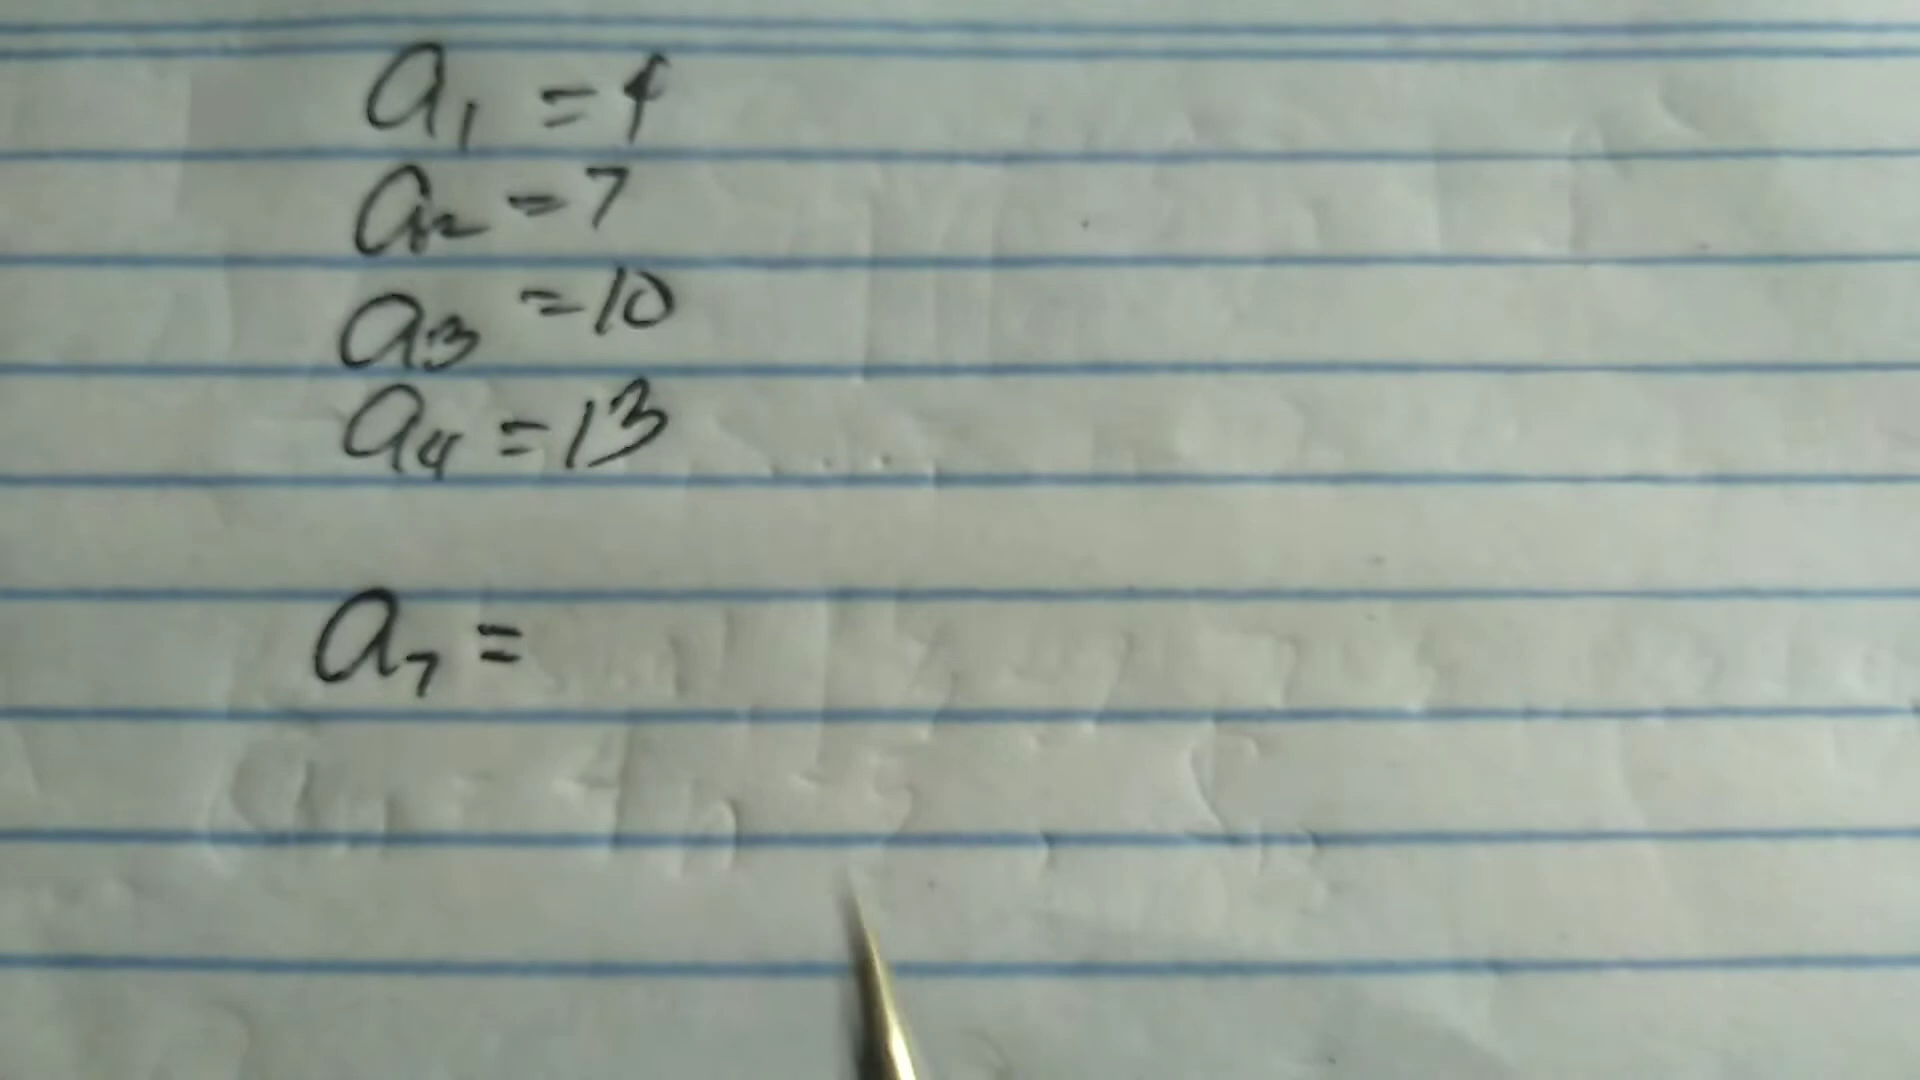 a₁ = 4
a₂ = 7
a₃ = 10
a₄ = 13
a₇ =